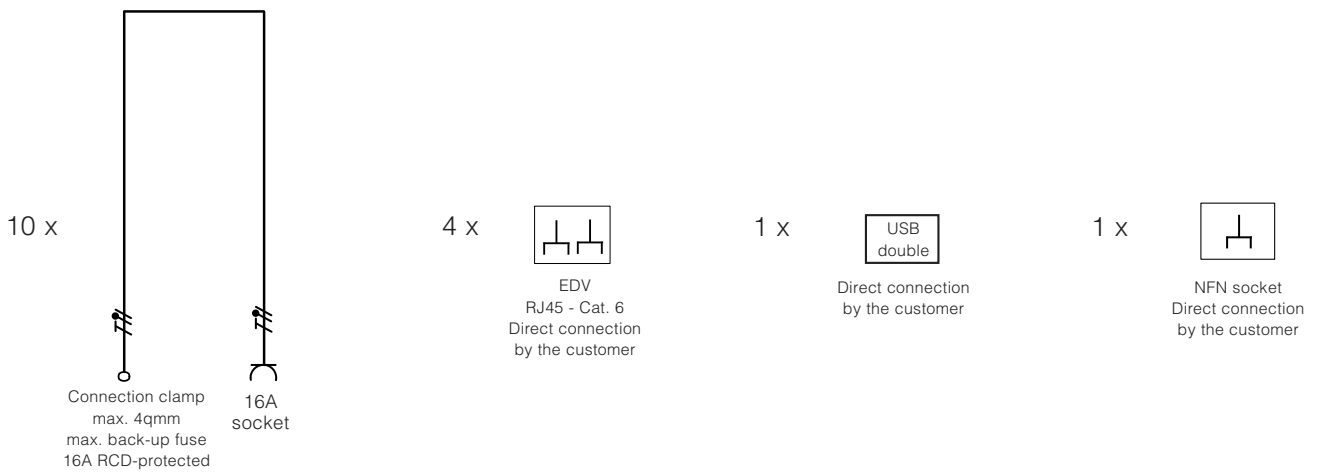 10 x
Connection clamp
max. 4qmm
max. back-up fuse
16A RCD-protected
16A
socket
4 x
EDV
RJ45 - Cat. 6
Direct connection
by the customer
1 x
USB
double
Direct connection
by the customer
1 x
NFN socket
Direct connection
by the customer